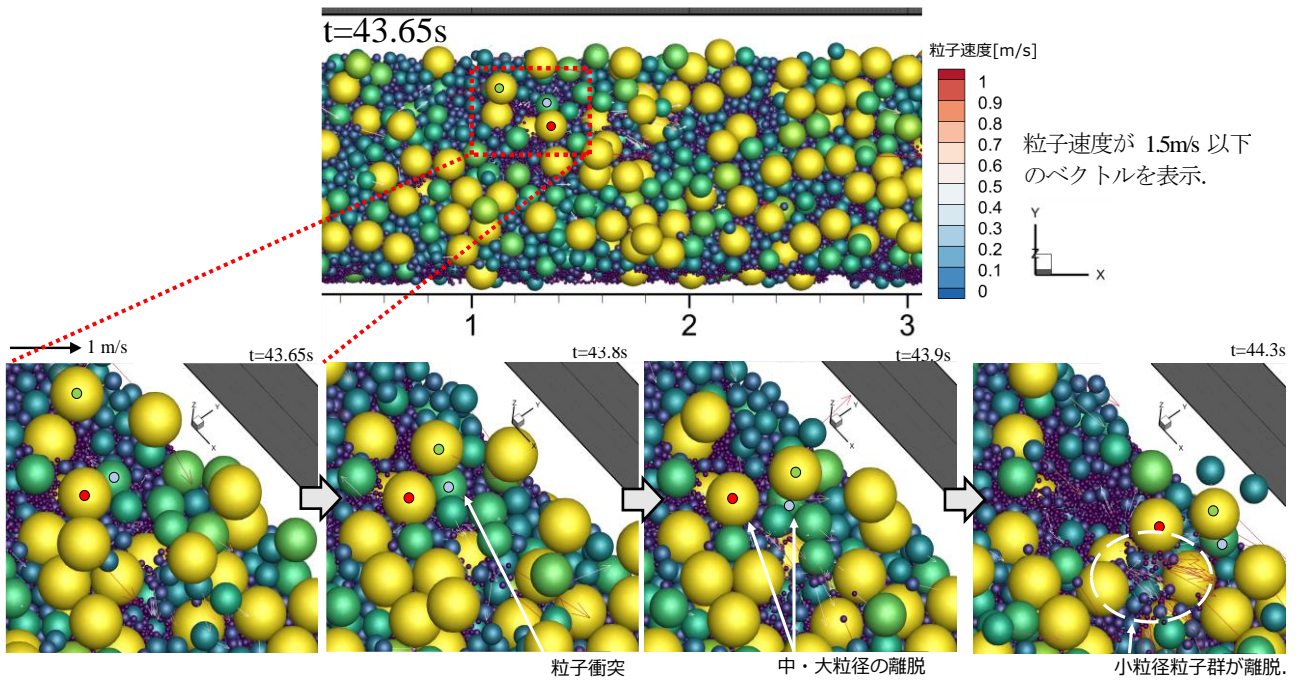 t=43.65s
粒子速度[m/s]
1
0.9
0.8
0.7
0.6
0.5
0.4
0.3
0.2
0.1
0
粒子速度が 1.5m/s 以下
のベクトルを表示.
Y
Z
X
1
2
3
1 m/s
t=43.65s
t=43.8s
t=43.9s
t=44.3s
Z
Y
X
Z
Y
X
Z
Y
X
Z
Y
X
粒子衝突
中・大粒径の離脱
小粒径粒子群が離脱.